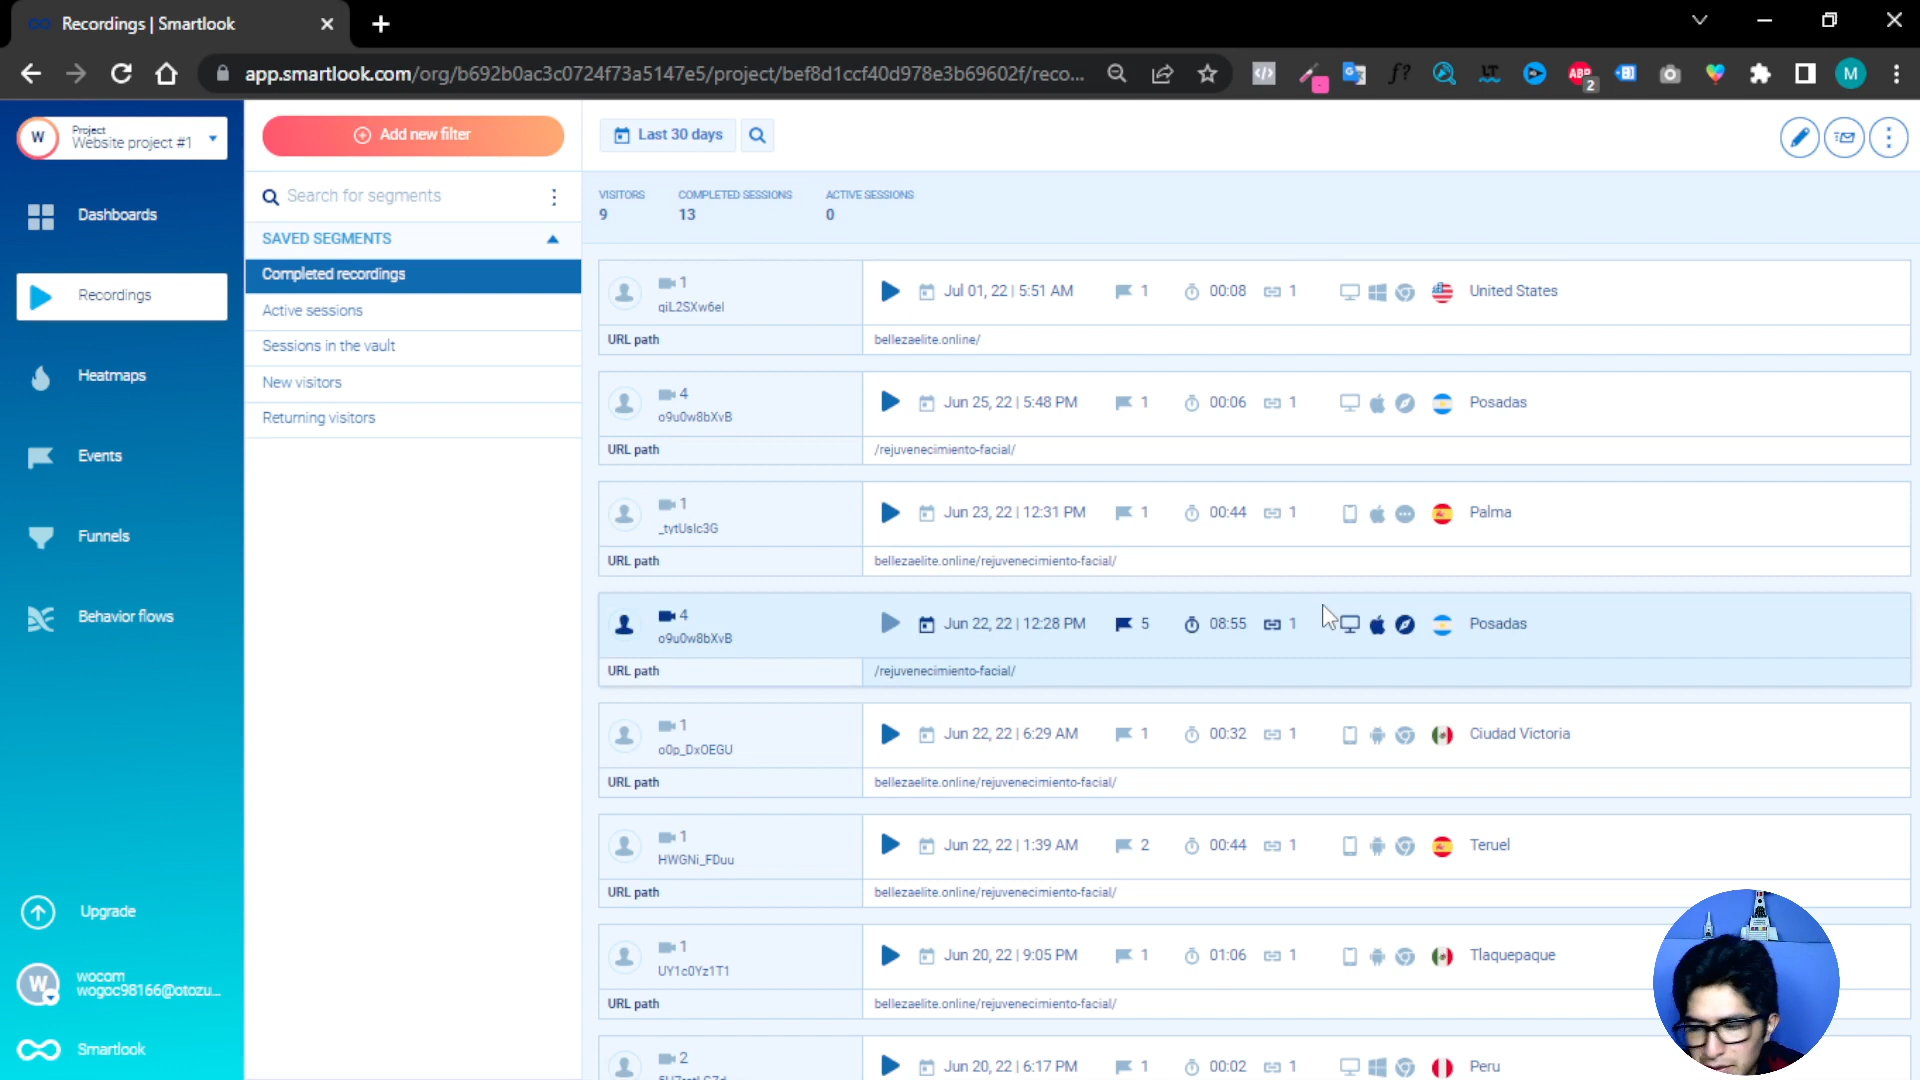 Recordings | Smartlook
app.smartlook.com/org/b692b0ac3c0724f73a5147e5/project/bef8d1ccf40d978e3b69602f/reco...
ABP 2
M
W
Project
Website project #1
Dashboards
Recordings
Heatmaps
Events
Funnels
Behavior flows
Upgrade
W
wocom
wogoc98166@otozu...
Smartlook
Add new filter
Search for segments
SAVED SEGMENTS
Completed recordings
Active sessions
Sessions in the vault
New visitors
Returning visitors
Last 30 days
VISITORS COMPLETED SESSIONS ACTIVE SESSIONS
9 13 0
1
qiL2SXw6el
Jul 01, 22 | 5:51 AM 1 00:08 1 United States
URL path bellezaelite.online/
4
o9u0w8bXvB
Jun 25, 22 | 5:48 PM 1 00:06 1 Posadas
URL path /rejuvenecimiento-facial/
1
_tytUslc3G
Jun 23, 22 | 12:31 PM 1 00:44 1 Palma
URL path bellezaelite.online/rejuvenecimiento-facial/
4
o9u0w8bXvB
Jun 22, 22 | 12:28 PM 5 08:55 1 Posadas
URL path /rejuvenecimiento-facial/
1
o0p_DxOEGU
Jun 22, 22 | 6:29 AM 1 00:32 1 Ciudad Victoria
URL path bellezaelite.online/rejuvenecimiento-facial/
1
HWGNi_FDuu
Jun 22, 22 | 1:39 AM 2 00:44 1 Teruel
URL path bellezaelite.online/rejuvenecimiento-facial/
1
UY1c0Yz1T1
Jun 20, 22 | 9:05 PM 1 01:06 1 Tlaquepaque
URL path bellezaelite.online/rejuvenecimiento-facial/
2
Jun 20, 22 | 6:17 PM 1 00:02 1 Peru